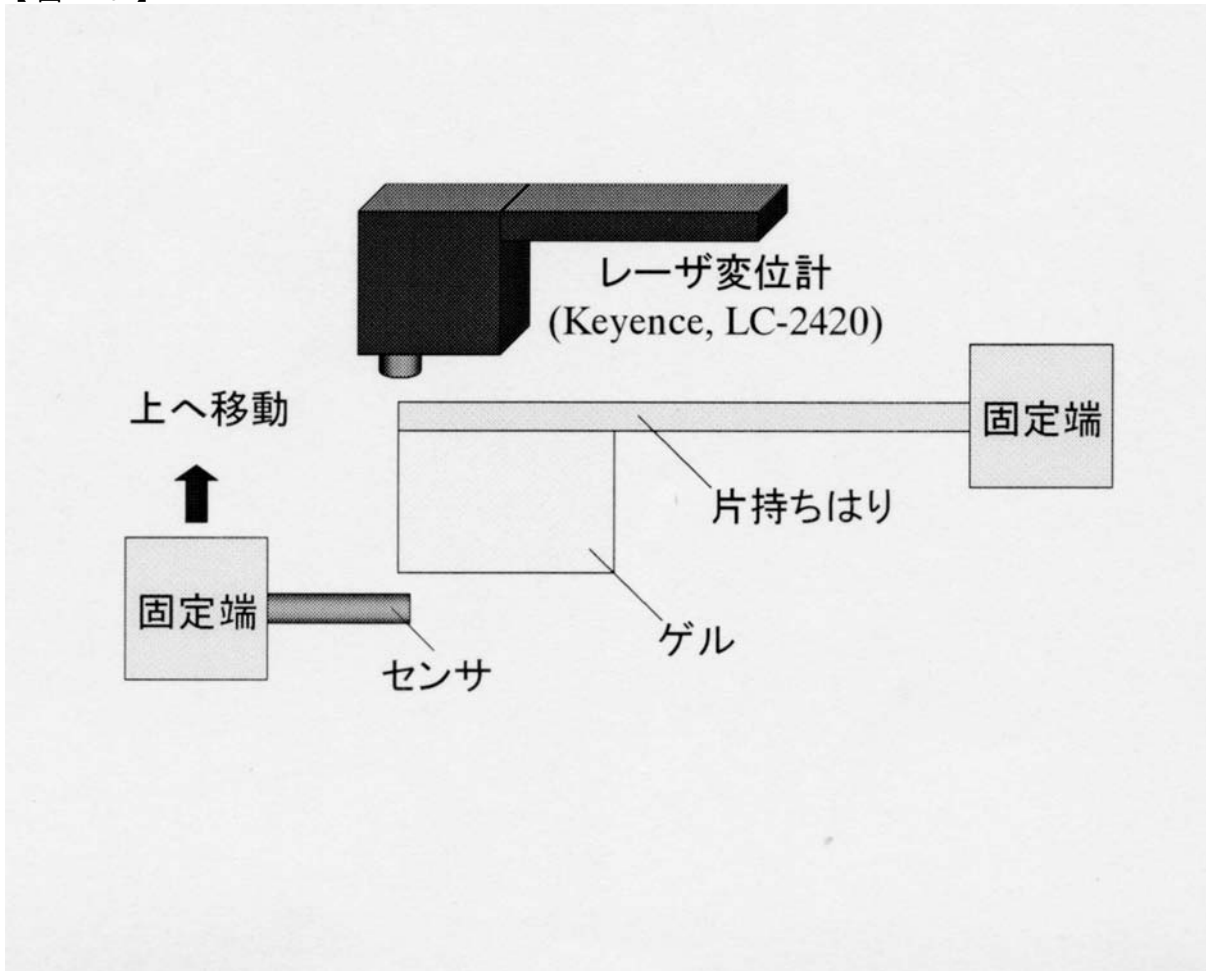 レーザ変位計
(Keyence, LC-2420)
上へ移動
固定端
片持ちはり
固定端
ゲル
センサ